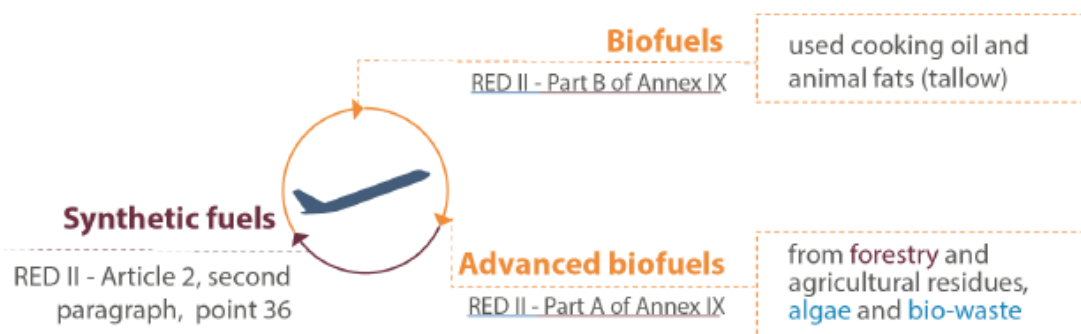 Biofuels
RED II - Part B of Annex IX
used cooking oil and
animal fats (tallow)
Synthetic fuels
RED II - Article 2, second
paragraph, point 36
Advanced biofuels
RED II - Part A of Annex IX
from forestry and
agricultural residues,
algae and bio-waste